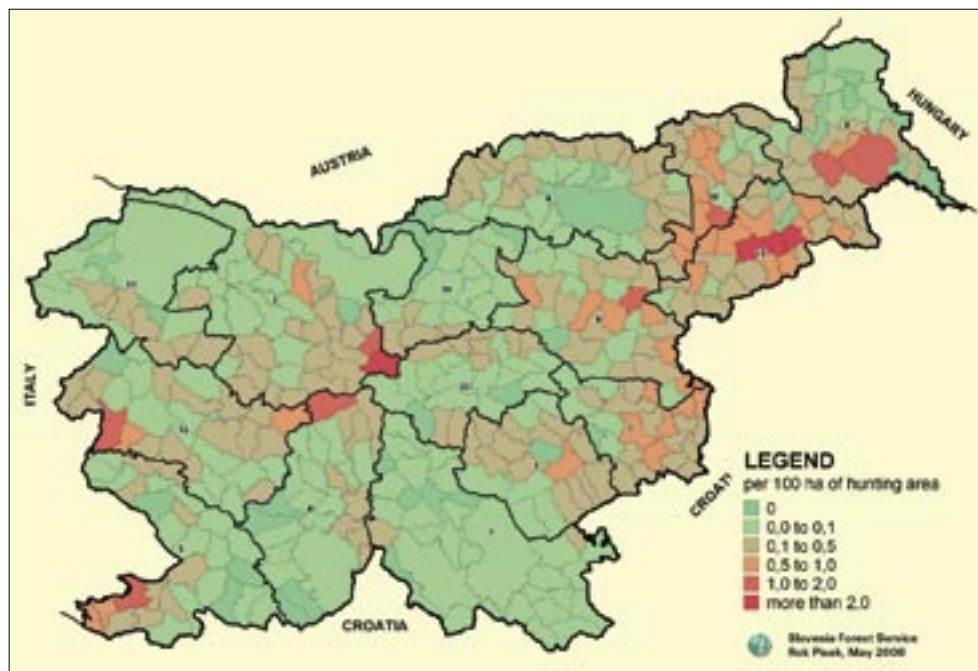 HUNGARY
AUSTRIA
ITALY
CROATI
CROATIA
LEGEND
per 100 ha of hunting area
0
0,0 to 0,1
0,1 to 0,5
0,5 to 1,0
1,0 to 2,0
more than 2,0
Slovenia Forest Service
Rok Pisek, May 2008